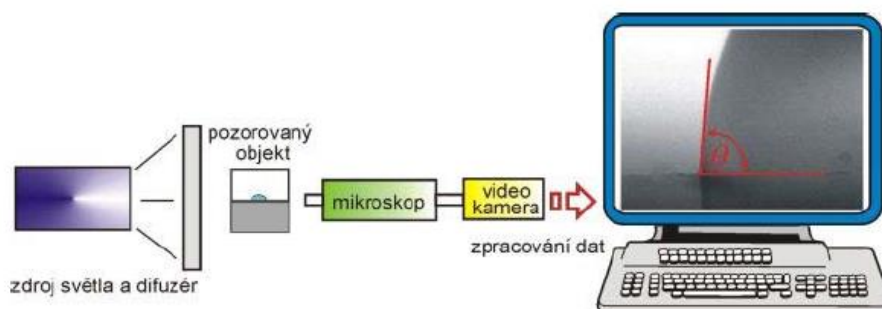 pozorovaný
objekt
mikroskop
video
kamera
zpracování dat
zdroj světla a difuzér
θ